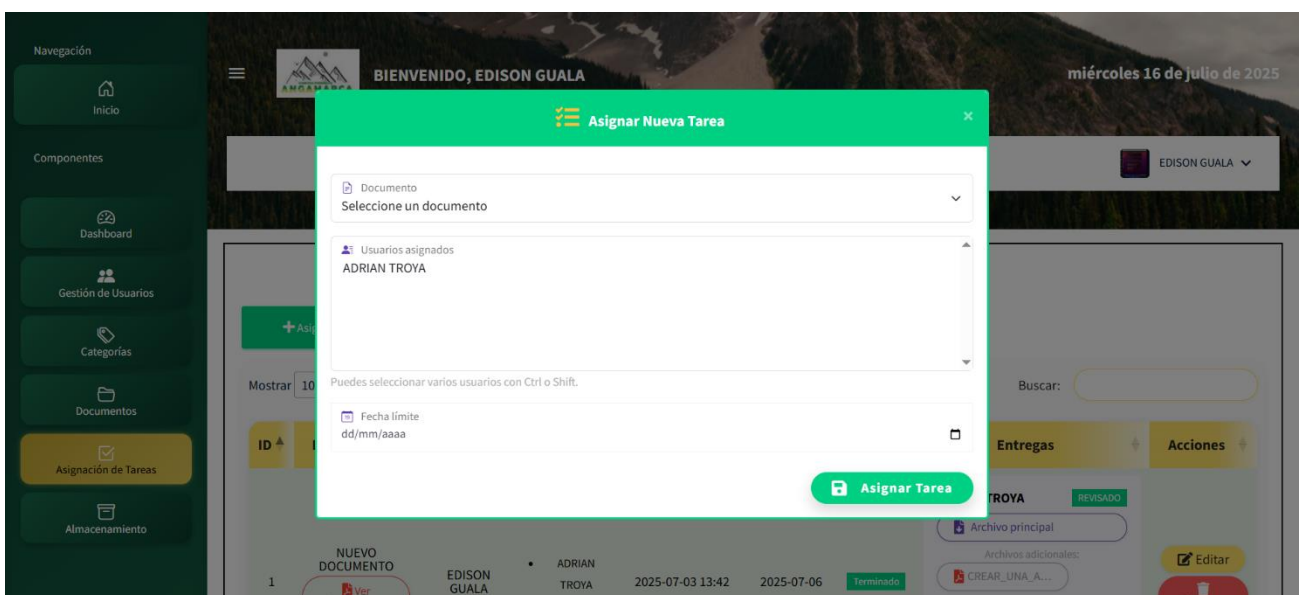 Navegación
Inicio
Componentes
Dashboard
Gestión de Usuarios
Categorías
Documentos
Asignación de Tareas
Almacenamiento
ANGAMARCA
BIENVENIDO, EDISON GUALA
miércoles 16 de julio de 2025
EDISON GUALA
Asignar Nueva Tarea
×
Documento
Seleccione un documento
Usuarios asignados
ADRIAN TROYA
Puedes seleccionar varios usuarios con Ctrl o Shift.
Fecha límite
dd/mm/aaaa
Asignar Tarea
Mostrar 10
Buscar:
ID
Entregas
Acciones
TROYA REVISADO
Archivo principal
Archivos adicionales:
CREAR_UNA_A...
1
NUEVO
DOCUMENTO
Ver
EDISON
GUALA
• ADRIAN
TROYA
2025-07-03 13:42
2025-07-06
Terminado
Editar